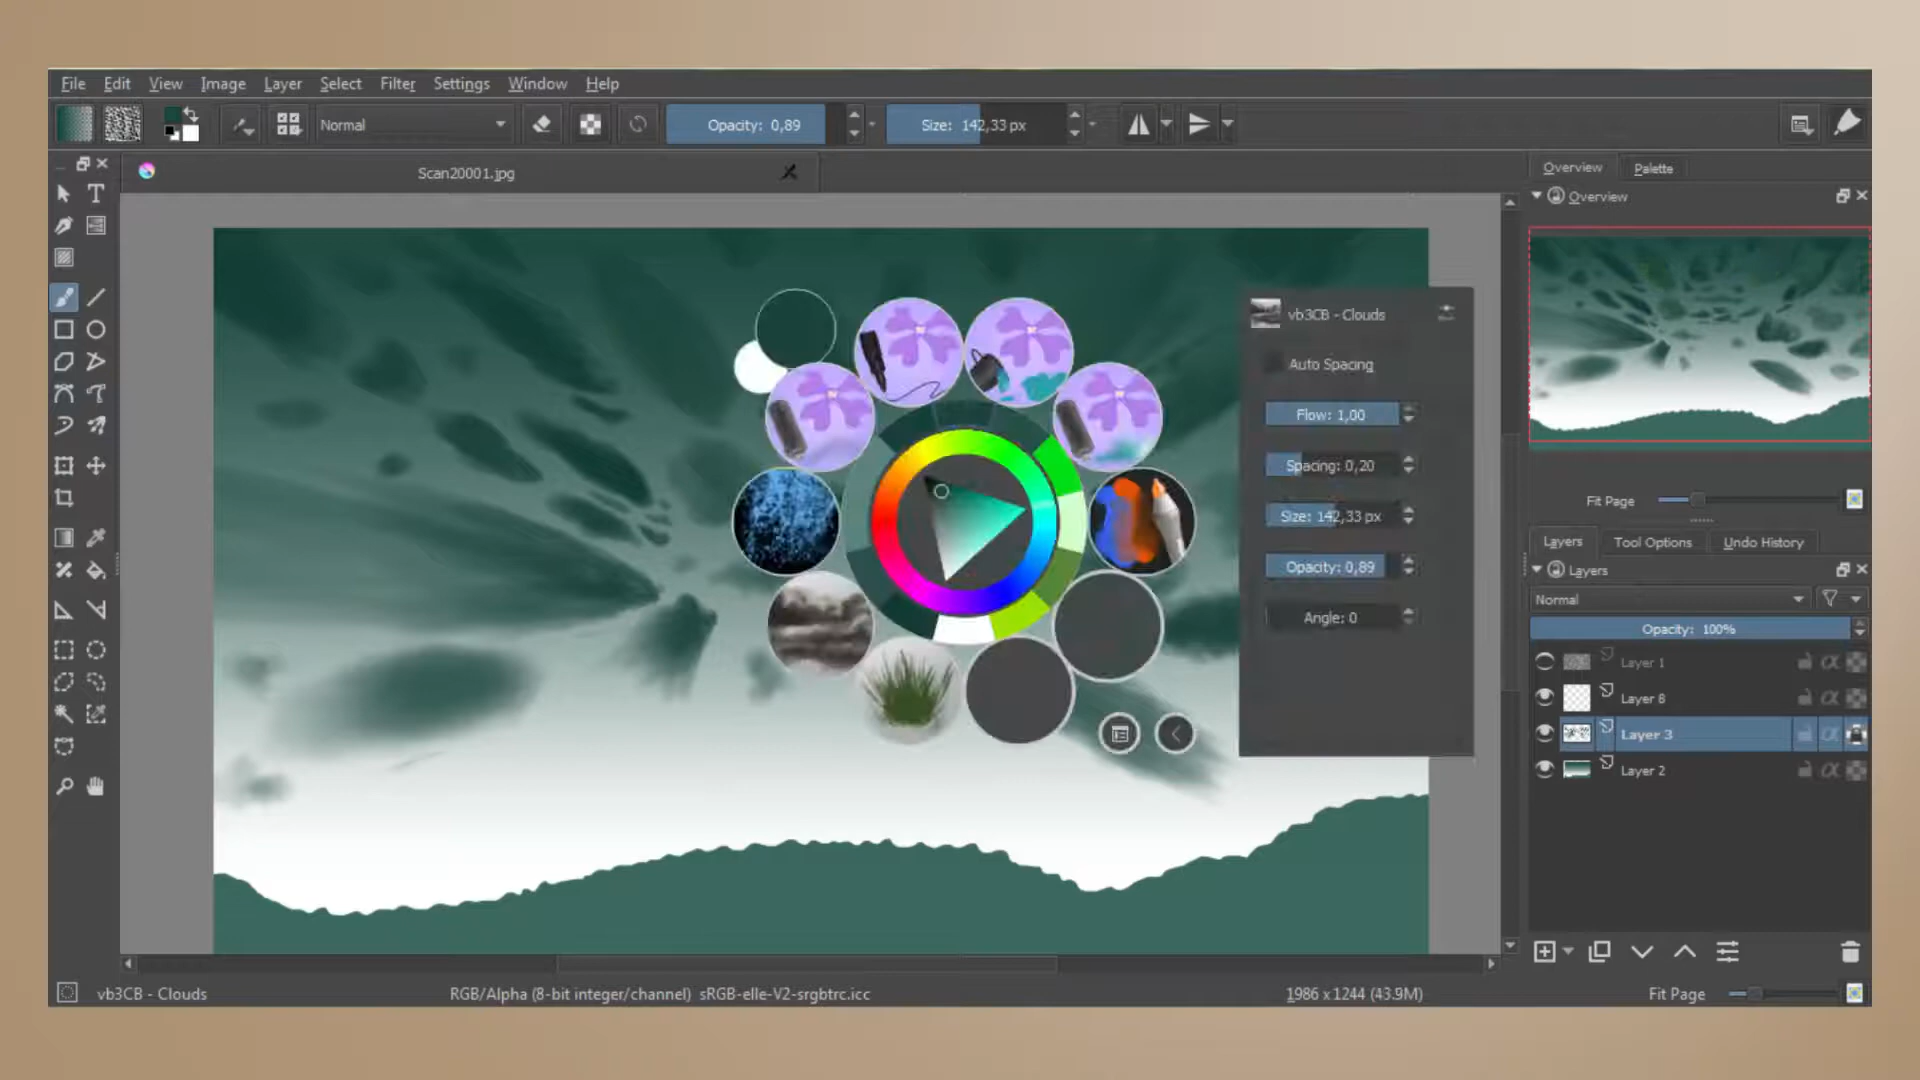 File Edit View Image Layer Select Filter Settings Window Help
Normal Opacity: 0,89 Size: 142,33 px
Scan20001.jpg
Overview Palette
Overview
vb3CB - Clouds
Auto Spacing
Flow: 1,00
Spacing: 0,20
Size: 142,33 px
Opacity: 0,89
Angle: 0
Fit Page
Layers Tool Options Undo History
Layers
Normal
Opacity: 100%
Layer 1
Layer 8
Layer 3
Layer 2
vb3CB - Clouds RGB/Alpha (8-bit integer/channel) sRGB-elle-V2-srgbtrc.icc 1986 x 1244 (43.9M) Fit Page